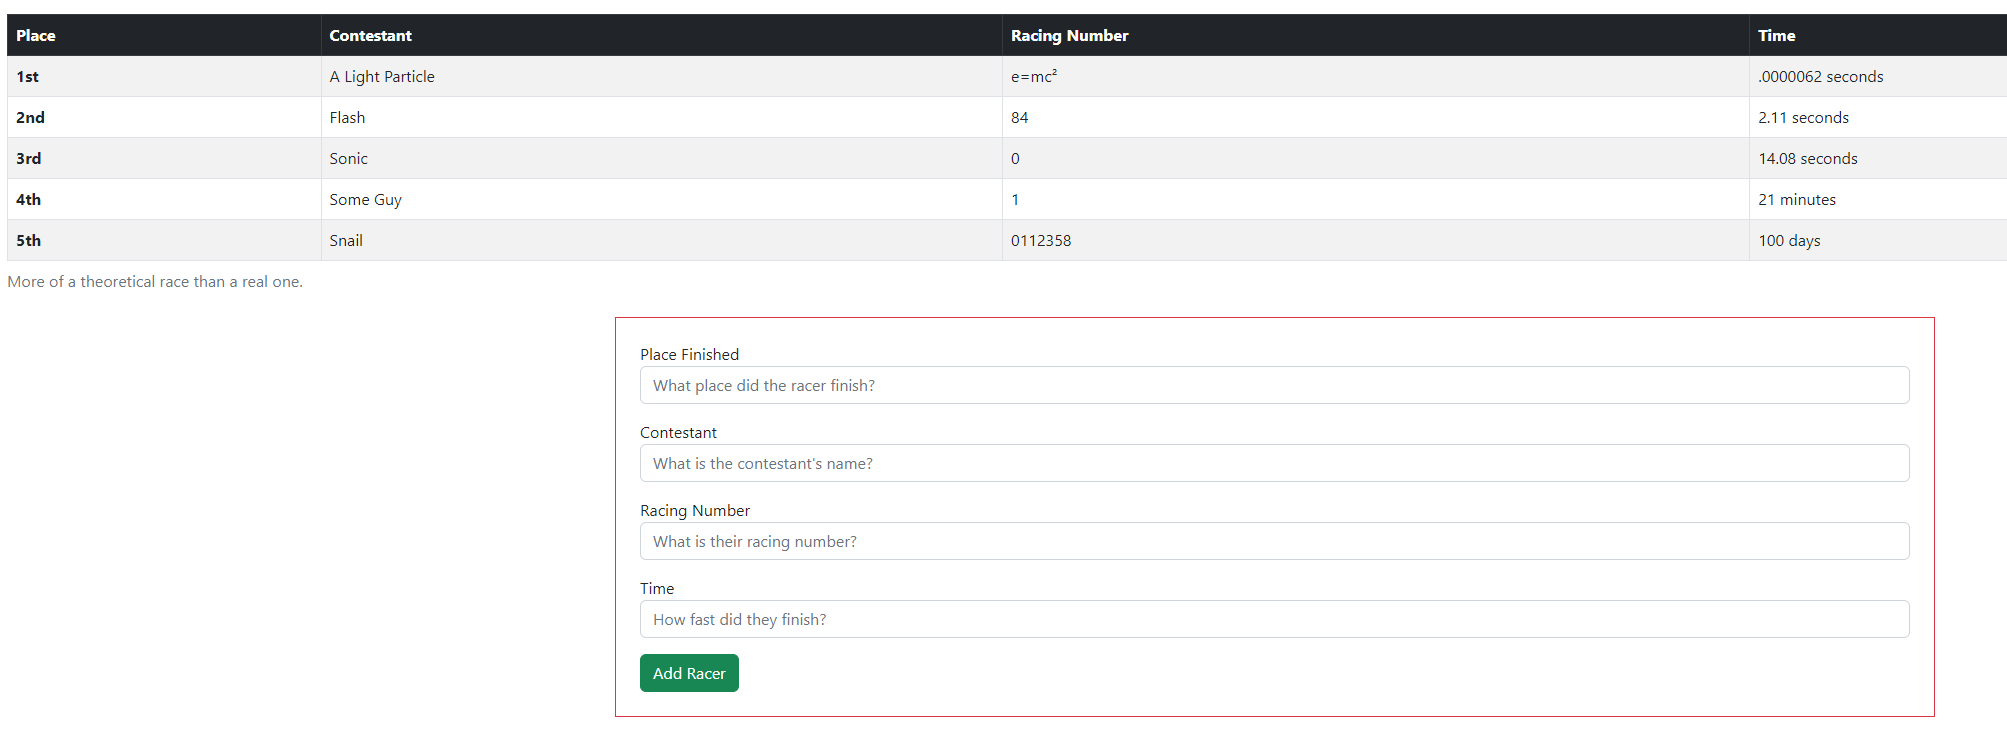 Place Contestant Racing Number Time
1st A Light Particle e=mc² .0000062 seconds
2nd Flash 84 2.11 seconds
3rd Sonic 0 14.08 seconds
4th Some Guy 1 21 minutes
5th Snail 0112358 100 days
More of a theoretical race than a real one.
Place Finished
What place did the racer finish?
Contestant
What is the contestant's name?
Racing Number
What is their racing number?
Time
How fast did they finish?
Add Racer